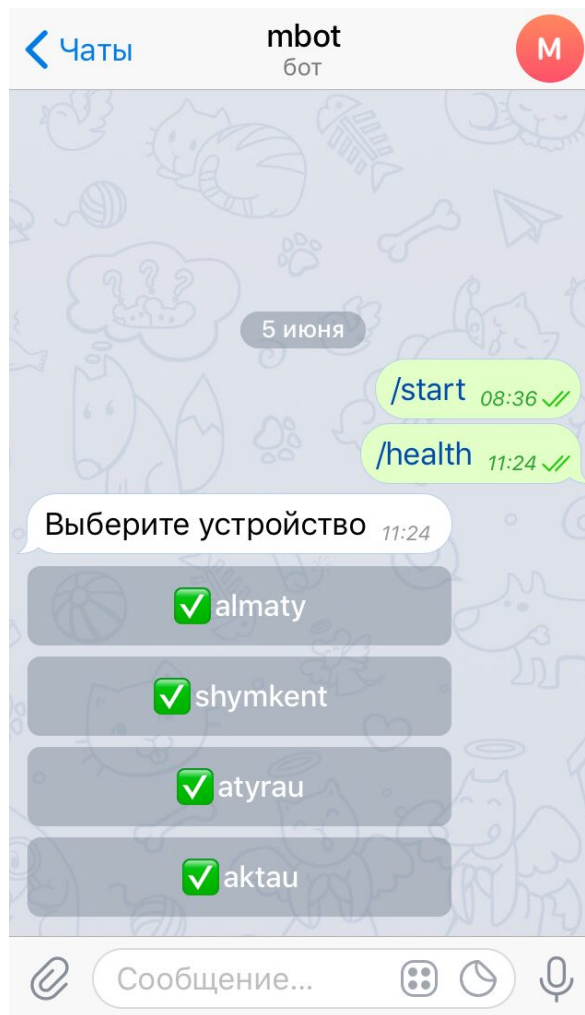 Чаты
mbot
бот
М
5 июня
/start 08:36
/health 11:24
Выберите устройство 11:24
✅almaty
✅shymkent
✅atyrau
✅aktau
???
Сообщение...